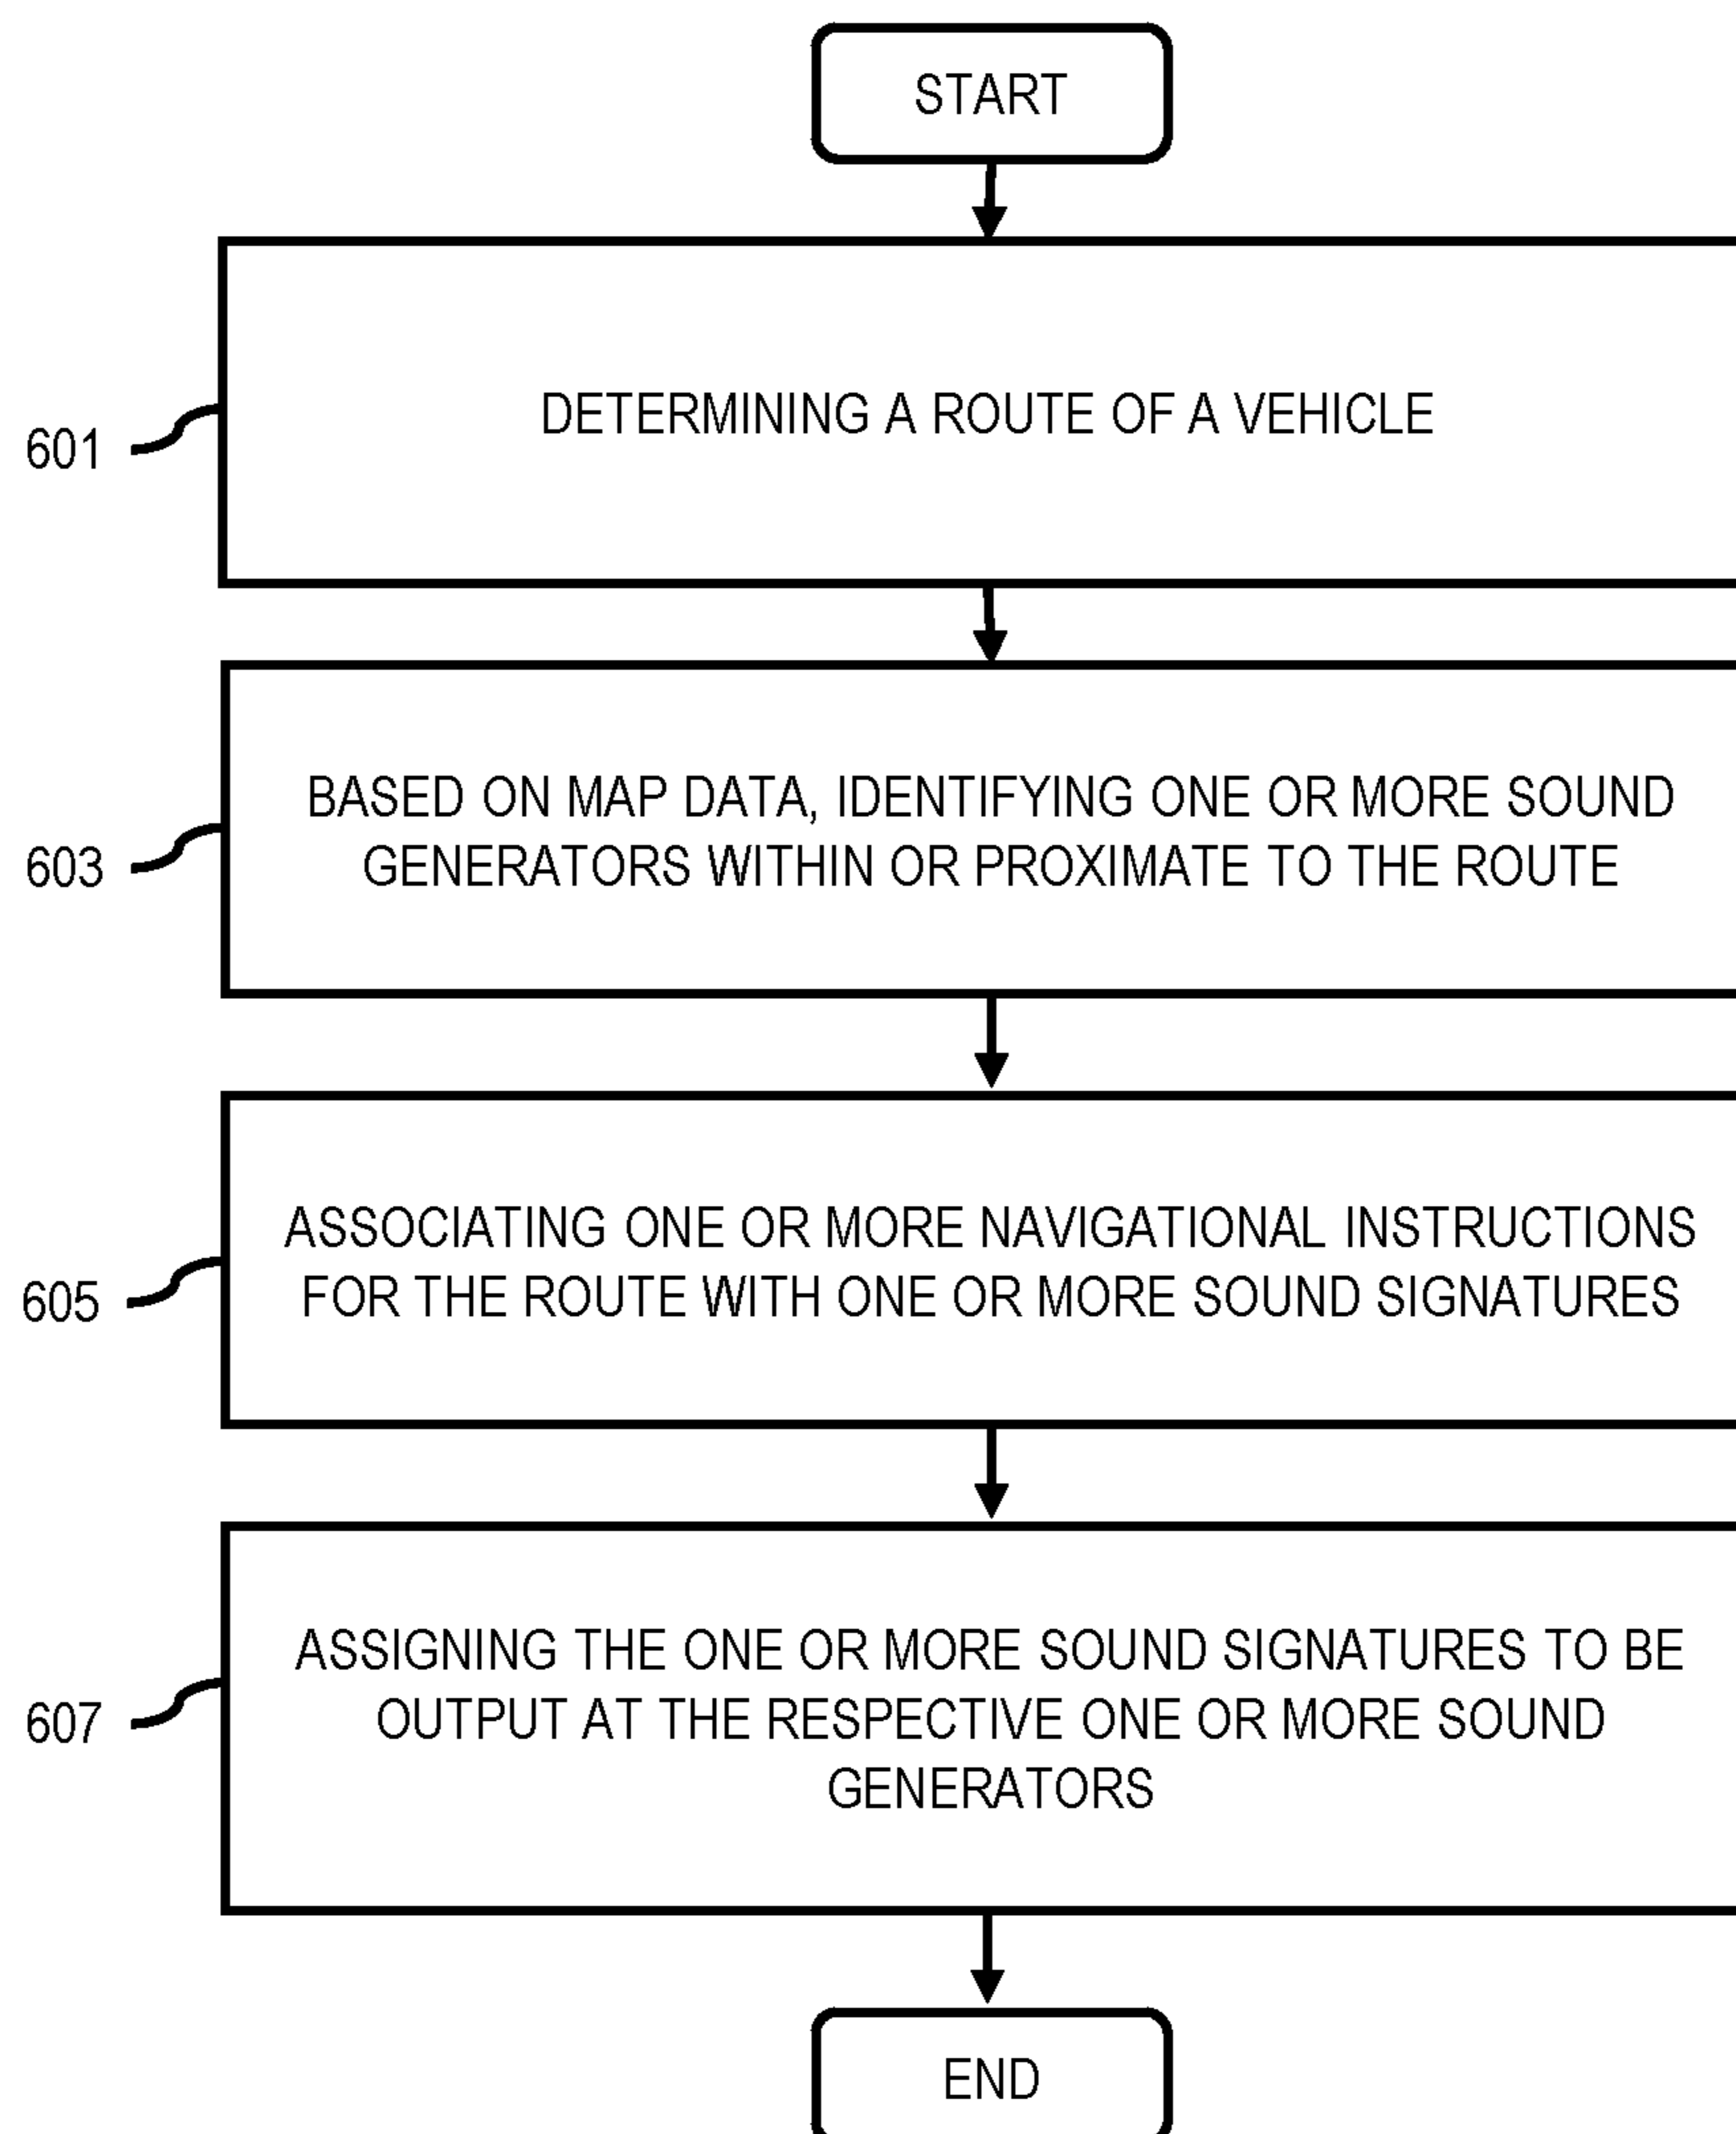 START
601
DETERMINING A ROUTE OF A VEHICLE
603
BASED ON MAP DATA, IDENTIFYING ONE OR MORE SOUND
GENERATORS WITHIN OR PROXIMATE TO THE ROUTE
605
ASSOCIATING ONE OR MORE NAVIGATIONAL INSTRUCTIONS
FOR THE ROUTE WITH ONE OR MORE SOUND SIGNATURES
607
ASSIGNING THE ONE OR MORE SOUND SIGNATURES TO BE
OUTPUT AT THE RESPECTIVE ONE OR MORE SOUND
GENERATORS
END